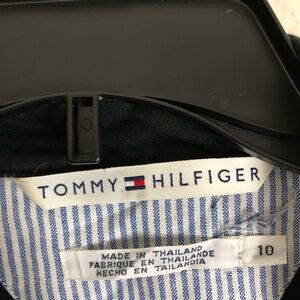 TOMMY HILFIGER
MADE IN THAILAND
FABRIQUE EN THAILANDE
HECHO EN TAILANDIA
10